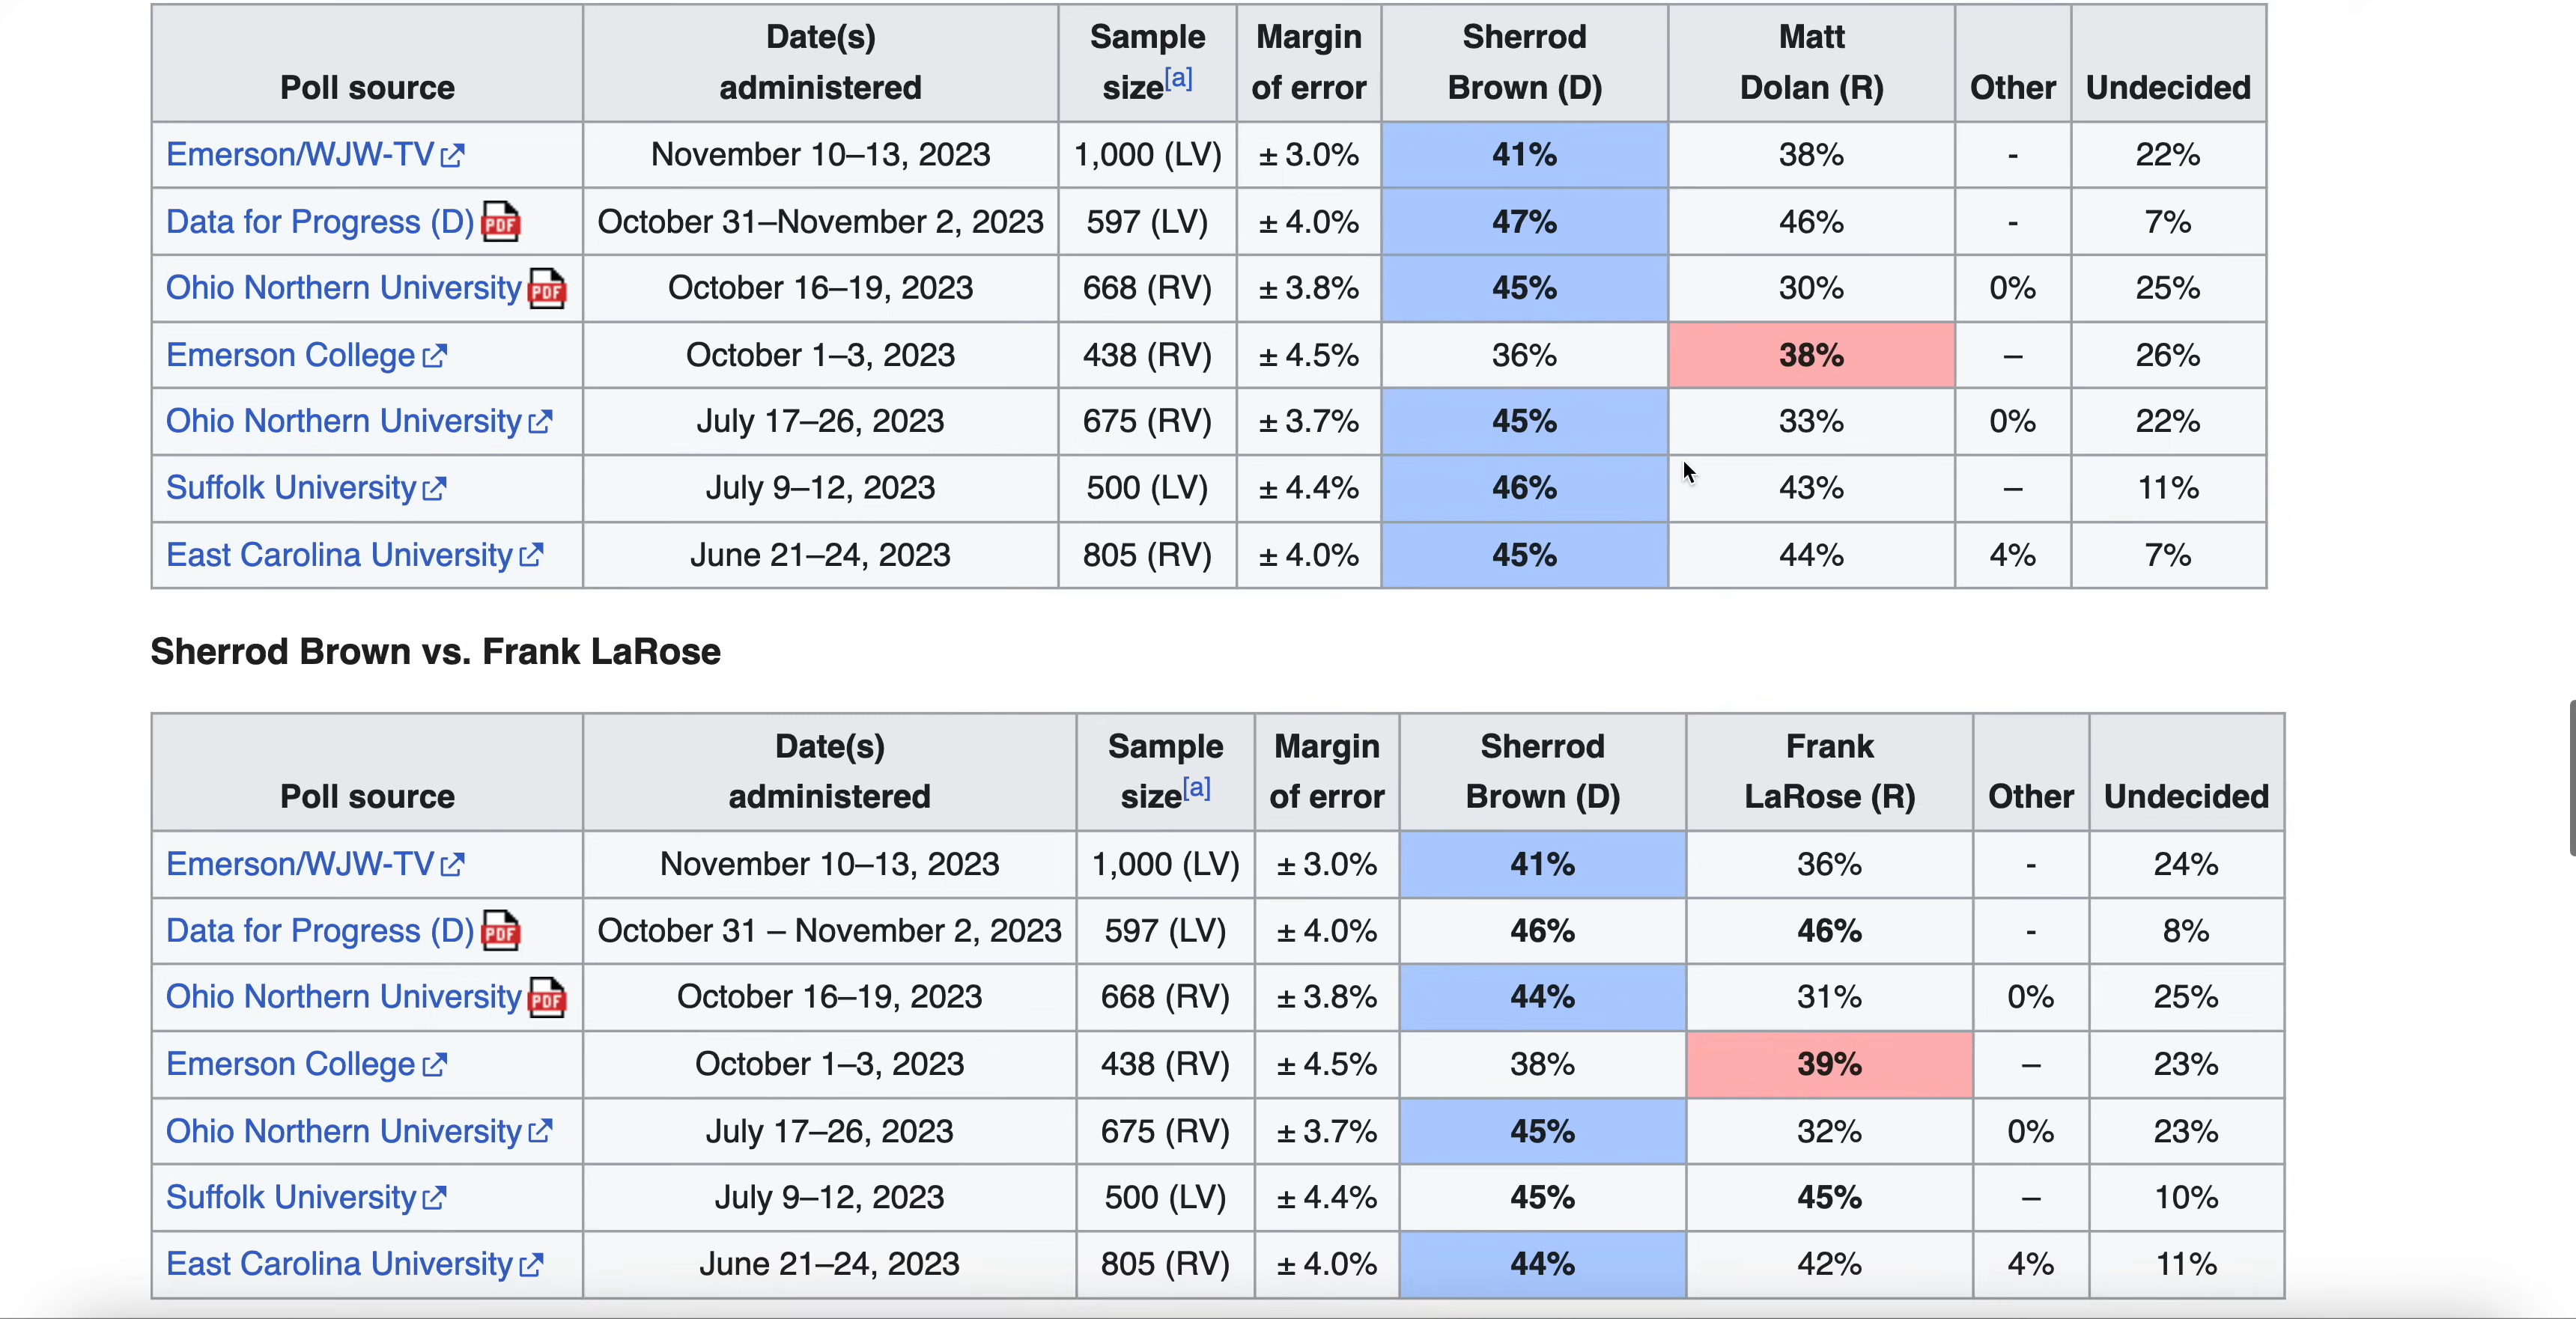 Poll source Date(s) administered Sample size[a] Margin of error Sherrod Brown (D) Matt Dolan (R) Other Undecided
Emerson/WJW-TV November 10–13, 2023 1,000 (LV) ± 3.0% 41% 38% - 22%
Data for Progress (D) PDF October 31–November 2, 2023 597 (LV) ± 4.0% 47% 46% - 7%
Ohio Northern University PDF October 16–19, 2023 668 (RV) ± 3.8% 45% 30% 0% 25%
Emerson College October 1–3, 2023 438 (RV) ± 4.5% 36% 38% – 26%
Ohio Northern University July 17–26, 2023 675 (RV) ± 3.7% 45% 33% 0% 22%
Suffolk University July 9–12, 2023 500 (LV) ± 4.4% 46% 43% – 11%
East Carolina University June 21–24, 2023 805 (RV) ± 4.0% 45% 44% 4% 7%
Sherrod Brown vs. Frank LaRose
Poll source Date(s) administered Sample size[a] Margin of error Sherrod Brown (D) Frank LaRose (R) Other Undecided
Emerson/WJW-TV November 10–13, 2023 1,000 (LV) ± 3.0% 41% 36% - 24%
Data for Progress (D) PDF October 31 – November 2, 2023 597 (LV) ± 4.0% 46% 46% - 8%
Ohio Northern University PDF October 16–19, 2023 668 (RV) ± 3.8% 44% 31% 0% 25%
Emerson College October 1–3, 2023 438 (RV) ± 4.5% 38% 39% – 23%
Ohio Northern University July 17–26, 2023 675 (RV) ± 3.7% 45% 32% 0% 23%
Suffolk University July 9–12, 2023 500 (LV) ± 4.4% 45% 45% – 10%
East Carolina University June 21–24, 2023 805 (RV) ± 4.0% 44% 42% 4% 11%